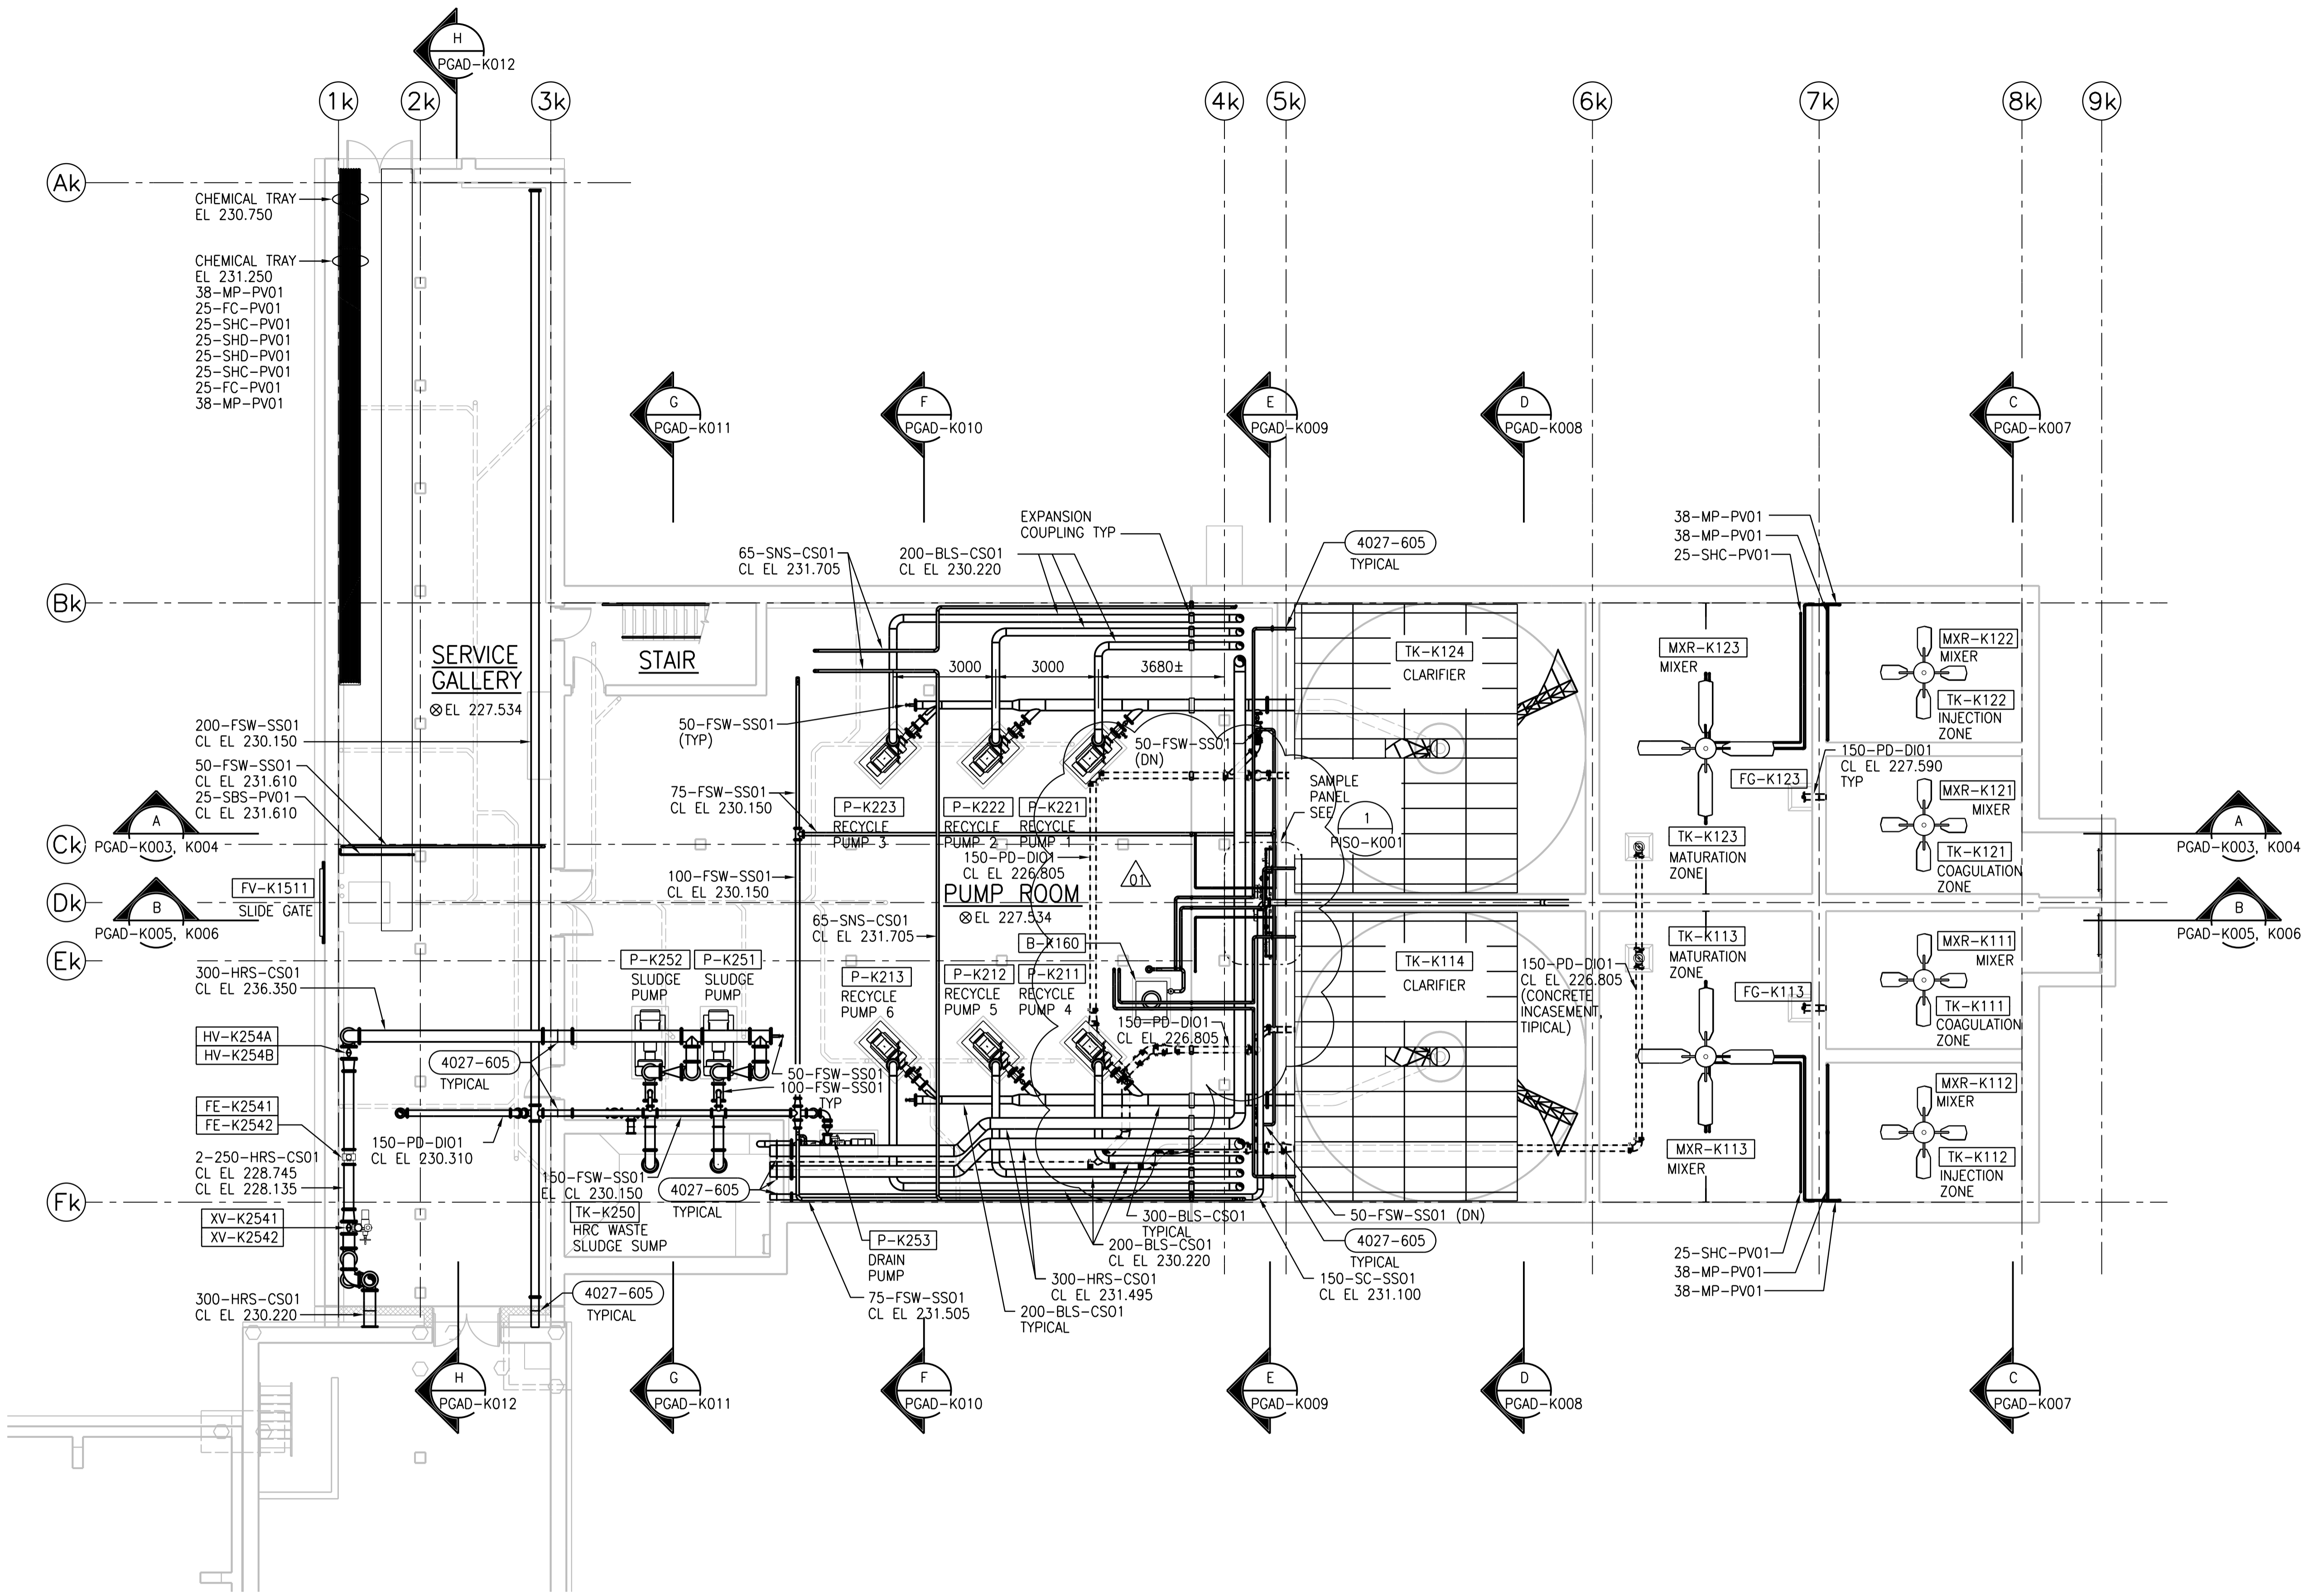 H
PGAD-K012
1k
2k
3k
4k
5k
6k
7k
8k
9k
Ak
CHEMICAL TRAY
EL 230.750
CHEMICAL TRAY
EL 231.250
38-MP-PV01
25-FC-PV01
25-SHC-PV01
25-SHD-PV01
25-SHD-PV01
25-SHC-PV01
25-FC-PV01
38-MP-PV01
G
PGAD-K011
F
PGAD-K010
E
PGAD-K009
D
PGAD-K008
C
PGAD-K007
EXPANSION
COUPLING TYP
65-SNS-CS01
CL EL 231.705
200-BLS-CS01
CL EL 230.220
4027-605
TYPICAL
38-MP-PV01
38-MP-PV01
25-SHC-PV01
Bk
SERVICE
GALLERY
EL 227.534
STAIR
3000
3000
3680±
TK-K124
CLARIFIER
MXR-K123
MIXER
MXR-K122
MIXER
TK-K122
INJECTION
ZONE
200-FSW-SS01
CL EL 230.150
50-FSW-SS01
CL EL 231.610
25-SBS-PV01
CL EL 231.610
50-FSW-SS01
(TYP)
50-FSW-SS01
(DN)
75-FSW-SS01
CL EL 230.150
SAMPLE
PANEL
SEE
1
PISO-K001
FG-K123
150-PD-DI01
CL EL 227.590
TYP
P-K223
RECYCLE
PUMP 3
P-K222
RECYCLE
PUMP 2
P-K221
RECYCLE
PUMP 1
MXR-K121
MIXER
TK-K121
COAGULATION
ZONE
TK-K123
MATURATION
ZONE
A
PGAD-K003, K004
Ck
A
PGAD-K003, K004
150-PD-DI01
CL EL 226.805
01
100-FSW-SS01
CL EL 230.150
PUMP ROOM
EL 227.534
FV-K1511
SLIDE GATE
Dk
B
PGAD-K005, K006
B
PGAD-K005, K006
65-SNS-CS01
CL EL 231.705
B-K160
TK-K113
MATURATION
ZONE
MXR-K111
MIXER
TK-K111
COAGULATION
ZONE
Ek
P-K252
SLUDGE
PUMP
P-K251
SLUDGE
PUMP
P-K213
RECYCLE
PUMP 6
P-K212
RECYCLE
PUMP 5
P-K211
RECYCLE
PUMP 4
TK-K114
CLARIFIER
150-PD-DI01
CL EL 226.805
(CONCRETE
INCASEMENT,
TIPICAL)
FG-K113
300-HRS-CS01
CL EL 236.350
HV-K254A
HV-K254B
4027-605
TYPICAL
50-FSW-SS01
100-FSW-SS01
TYP
150-PD-DI01
CL EL 226.805
MXR-K112
MIXER
TK-K112
INJECTION
ZONE
FE-K2541
FE-K2542
150-PD-DI01
CL EL 230.310
2-250-HRS-CS01
CL EL 228.745
CL EL 228.135
150-FSW-SS01
EL CL 230.150
4027-605
TYPICAL
MXR-K113
MIXER
Fk
XV-K2541
XV-K2542
TK-K250
HRC WASTE
SLUDGE SUMP
P-K253
DRAIN
PUMP
300-BLS-CS01
TYPICAL
200-BLS-CS01
CL EL 230.220
50-FSW-SS01 (DN)
4027-605
TYPICAL
25-SHC-PV01
38-MP-PV01
38-MP-PV01
300-HRS-CS01
CL EL 230.220
4027-605
TYPICAL
75-FSW-SS01
CL EL 231.505
300-HRS-CS01
CL EL 231.495
200-BLS-CS01
TYPICAL
150-SC-SS01
CL EL 231.100
H
PGAD-K012
G
PGAD-K011
F
PGAD-K010
E
PGAD-K009
D
PGAD-K008
C
PGAD-K007